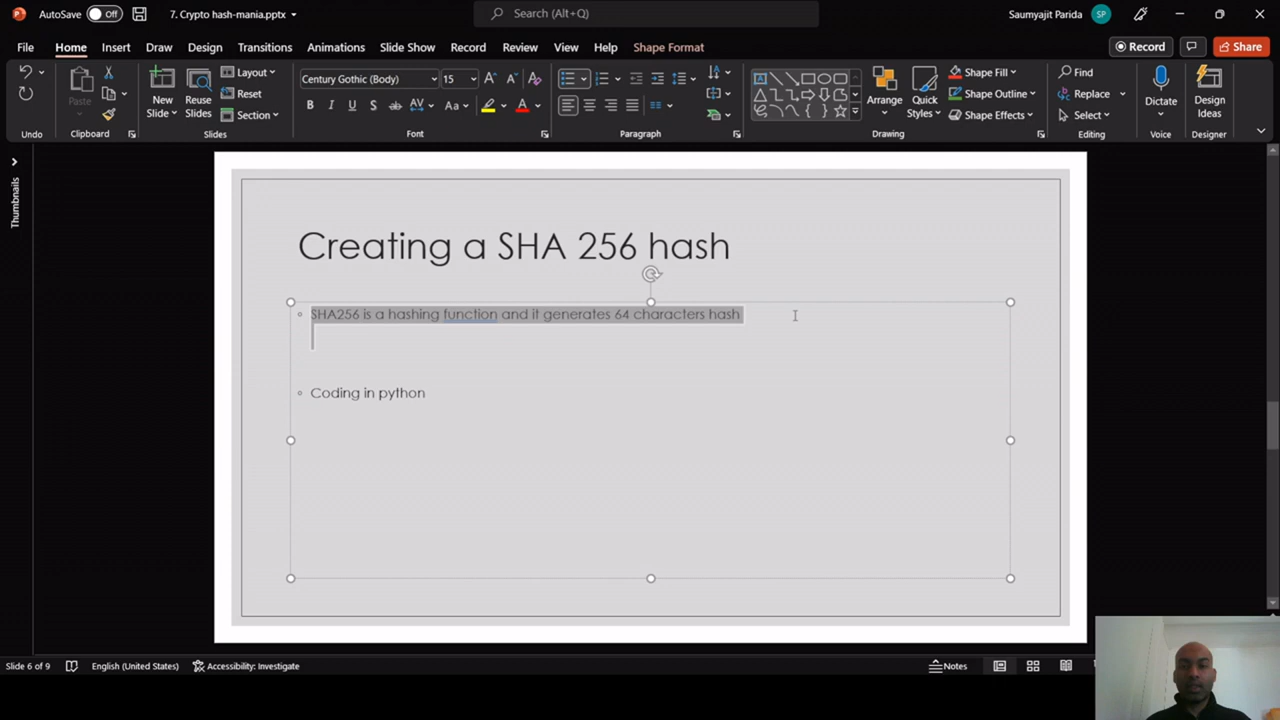 AutoSave Off 7. Crypto hash-mania.pptx Search (Alt+Q) Saumyajit Parida SP
File Home Insert Draw Design Transitions Animations Slide Show Record Review View Help Shape Format Record Share
Paste New Slide Reuse Slides Layout Reset Section
Century Gothic (Body) 15
Arrange Quick Styles Shape Fill Shape Outline Shape Effects
Find Replace Select Dictate Design Ideas
Undo Clipboard Slides Font Paragraph Drawing Editing Voice Designer
Thumbnails
Creating a SHA 256 hash
SHA256 is a hashing function and it generates 64 characters hash
Coding in python
Slide 6 of 9 English (United States) Accessibility: Investigate Notes